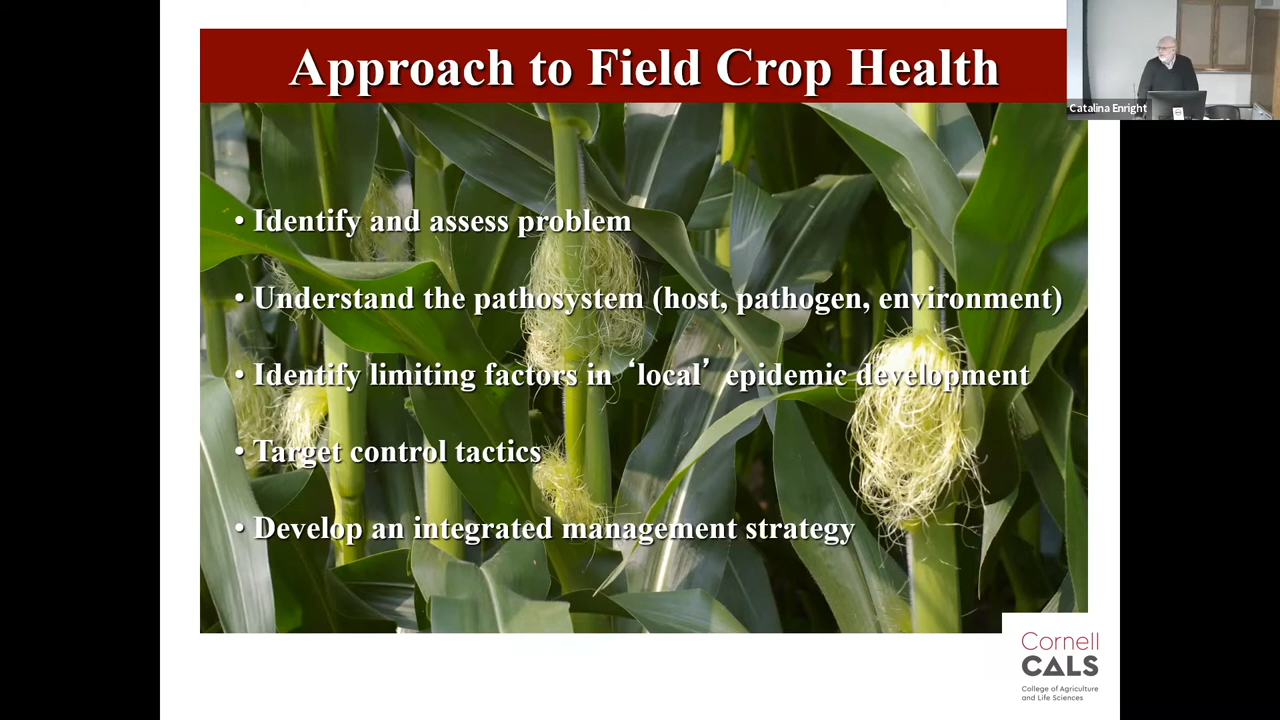 Approach to Field Crop Health
Catalina Enright
• Identify and assess problem
• Understand the pathosystem (host, pathogen, environment)
• Identify limiting factors in ‘local’ epidemic development
• Target control tactics
• Develop an integrated management strategy
Cornell
CALS
College of Agriculture
and Life Sciences